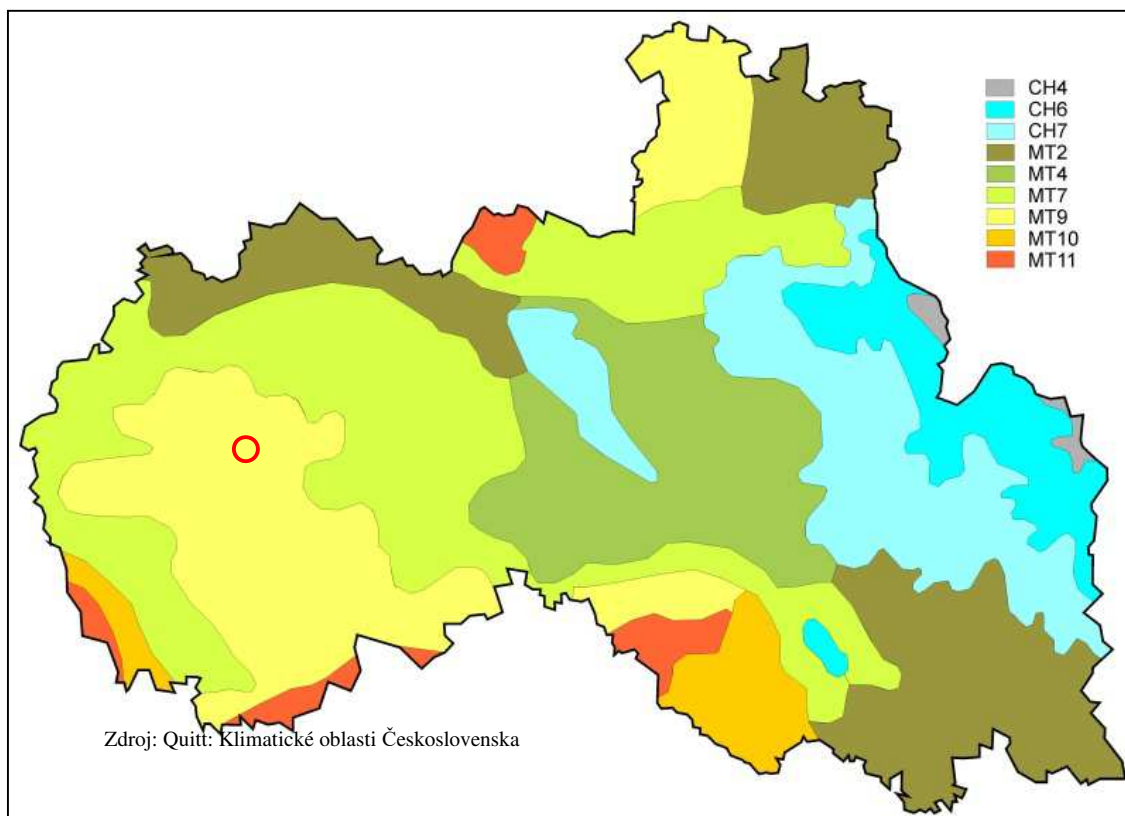 CH4
CH6
CH7
MT2
MT4
MT7
MT9
MT10
MT11
Zdroj: Quitt: Klimatické oblasti Československa